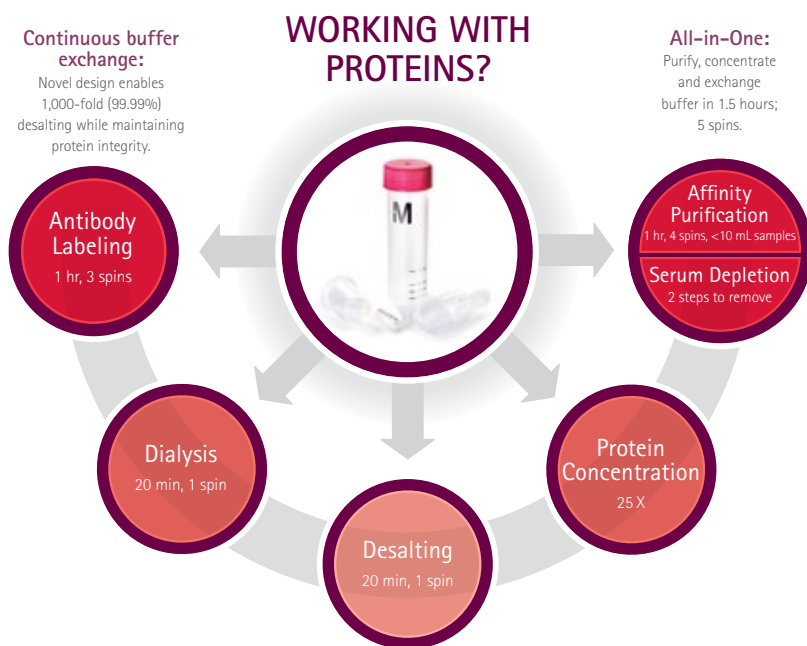 WORKING WITH
PROTEINS?
Continuous buffer
exchange:
Novel design enables
1,000-fold (99.99%)
desalting while maintaining
protein integrity.
All-in-One:
Purify, concentrate
and exchange
buffer in 1.5 hours;
5 spins.
M
Antibody
Labeling
1 hr, 3 spins
Affinity
Purification
1 hr, 4 spins, <10 mL samples
Serum Depletion
2 steps to remove
Dialysis
20 min, 1 spin
Protein
Concentration
25 X
Desalting
20 min, 1 spin